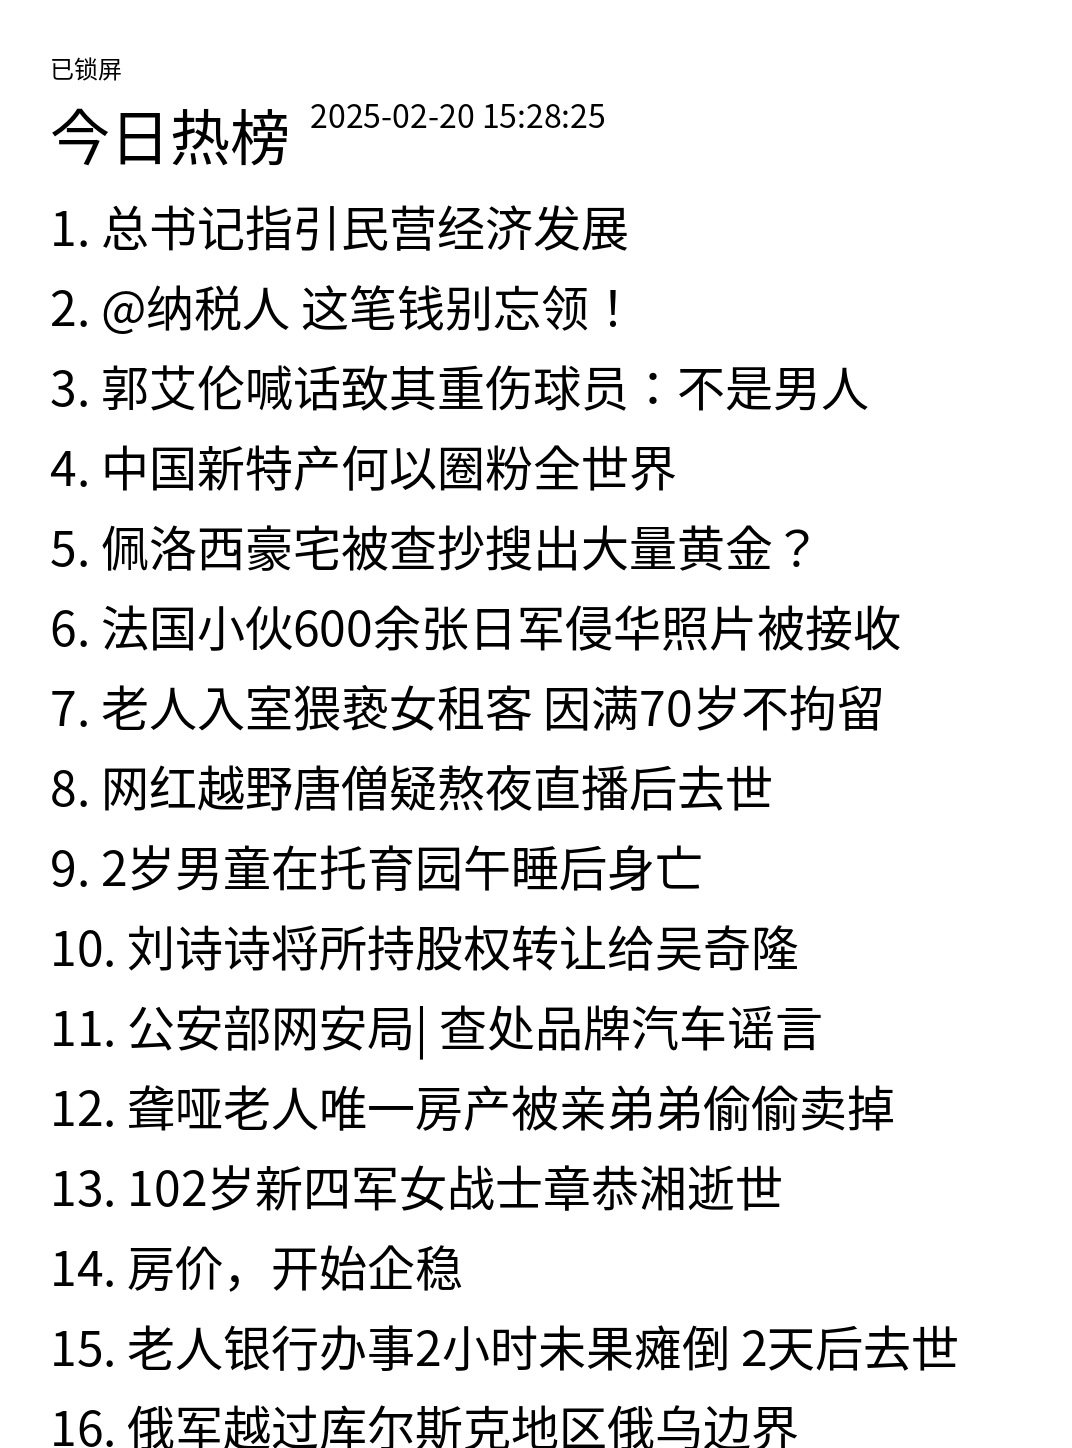 已锁屏
今日热榜 2025-02-20 15:28:25
1. 总书记指引民营经济发展
2. @纳税人 这笔钱别忘领！
3. 郭艾伦喊话致其重伤球员：不是男人
4. 中国新特产何以圈粉全世界
5. 佩洛西豪宅被查抄搜出大量黄金？
6. 法国小伙600余张日军侵华照片被接收
7. 老人入室猥亵女租客 因满70岁不拘留
8. 网红越野唐僧疑熬夜直播后去世
9. 2岁男童在托育园午睡后身亡
10. 刘诗诗将所持股权转让给吴奇隆
11. 公安部网安局| 查处品牌汽车谣言
12. 聋哑老人唯一房产被亲弟弟偷偷卖掉
13. 102岁新四军女战士章恭湘逝世
14. 房价，开始企稳
15. 老人银行办事2小时未果瘫倒 2天后去世
16. 俄军越过库尔斯克地区俄乌边界